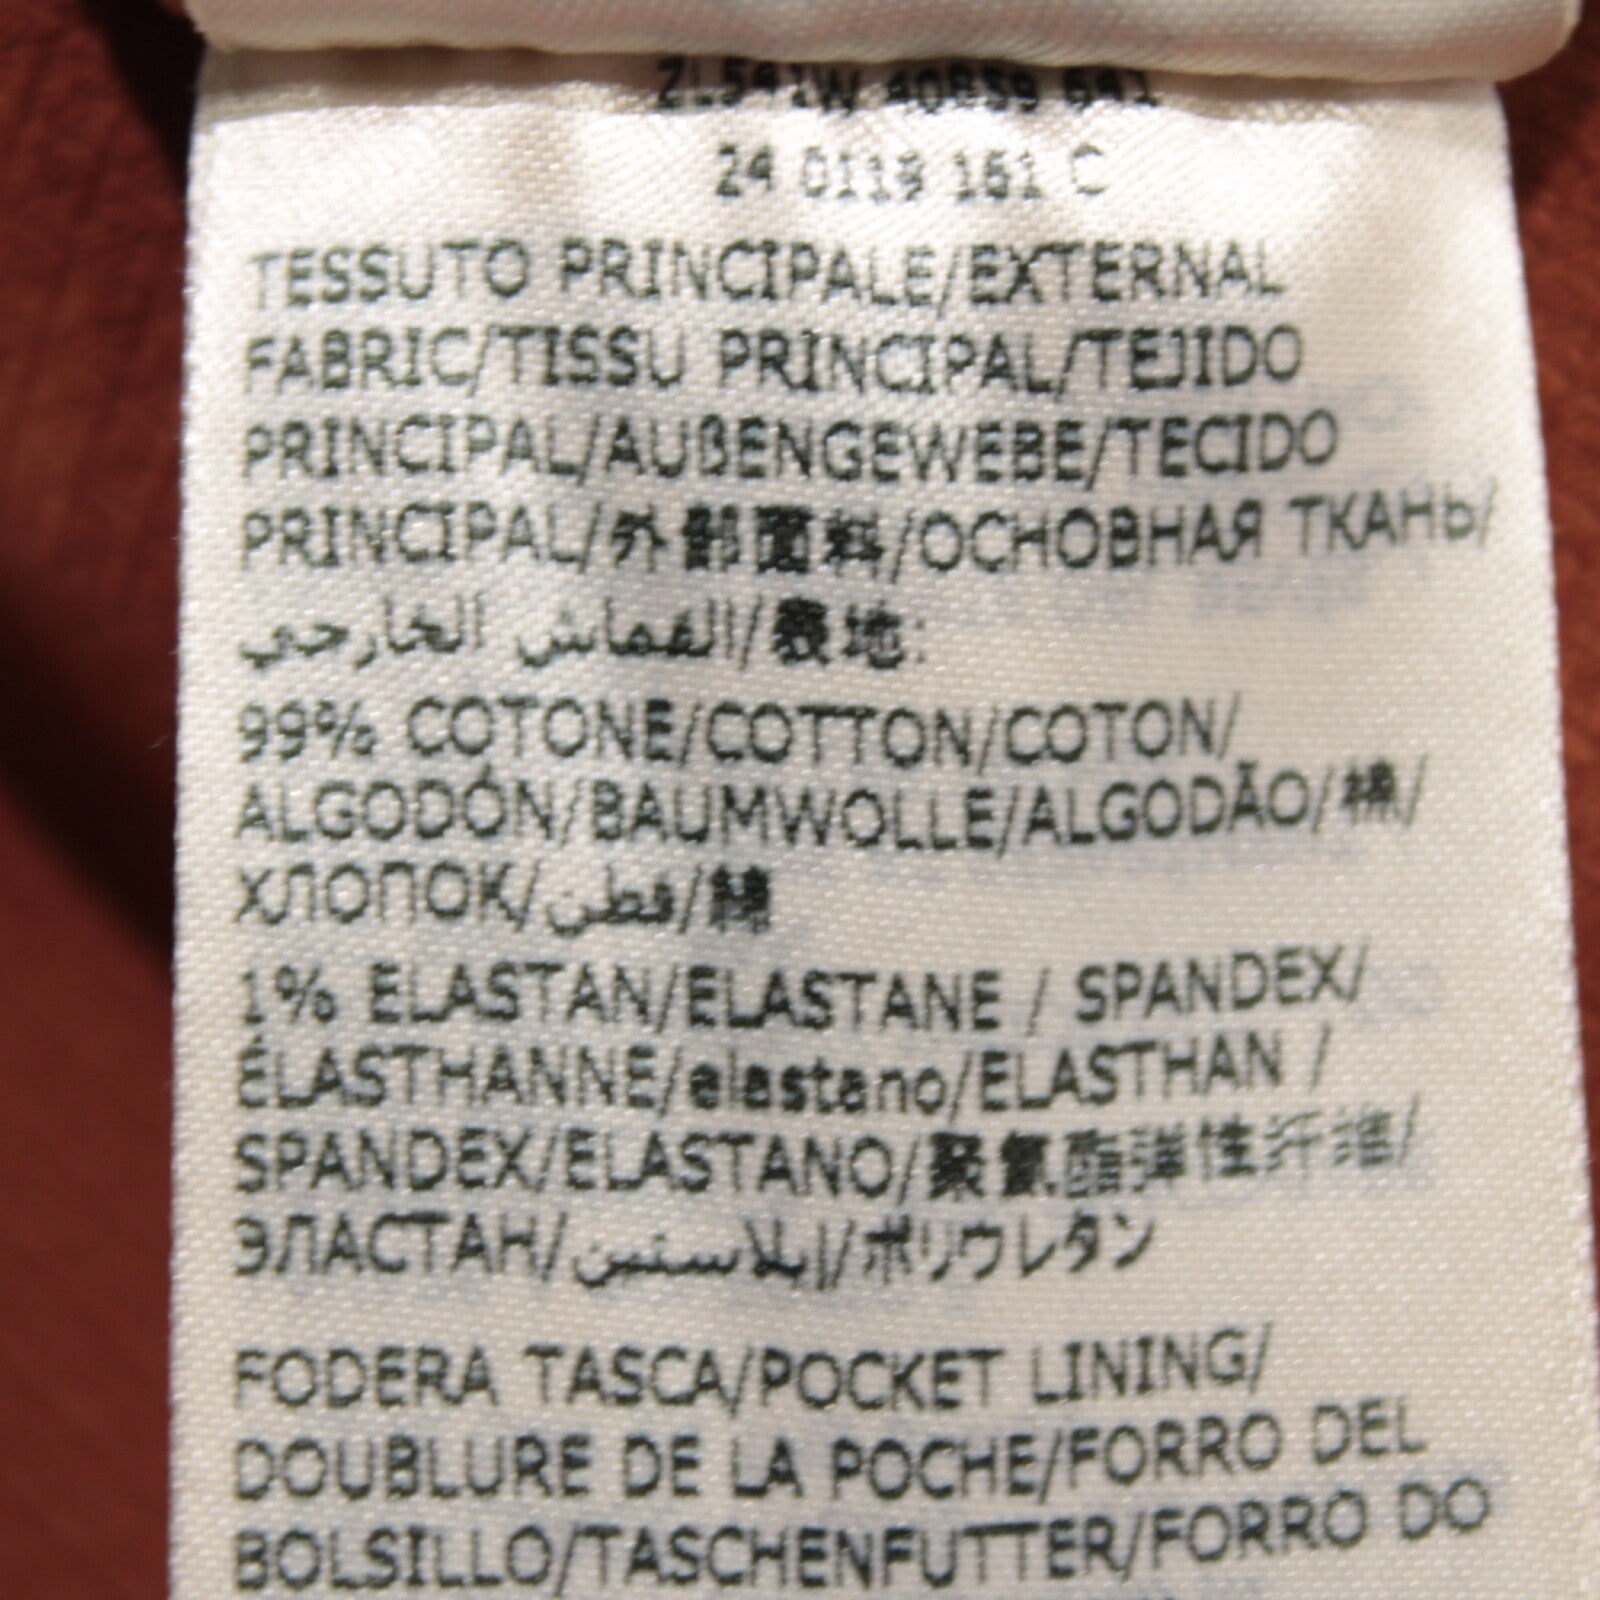 24 0119 161 C
TESSUTO PRINCIPALE/EXTERNAL
FABRIC/TISSU PRINCIPAL/TEJIDO
PRINCIPAL/AUßENGEWEBE/TECIDO
PRINCIPAL/外部面料/ОСНОВНАЯ ТКАНЬ/
القماش الخارجي/表地:
99% COTONE/COTTON/COTON/
ALGODÓN/BAUMWOLLE/ALGODÃO/棉/
ХЛОПОК/قطن/綿
1% ELASTAN/ELASTANE / SPANDEX/
ÉLASTHANNE/elastano/ELASTHAN /
SPANDEX/ELASTANO/聚氨酯弹性纤维/
ЭЛАСТАН/إيلاستين/ポリウレタン
FODERA TASCA/POCKET LINING/
DOUBLURE DE LA POCHE/FORRO DEL
BOLSILLO/TASCHENFUTTER/FORRO DO